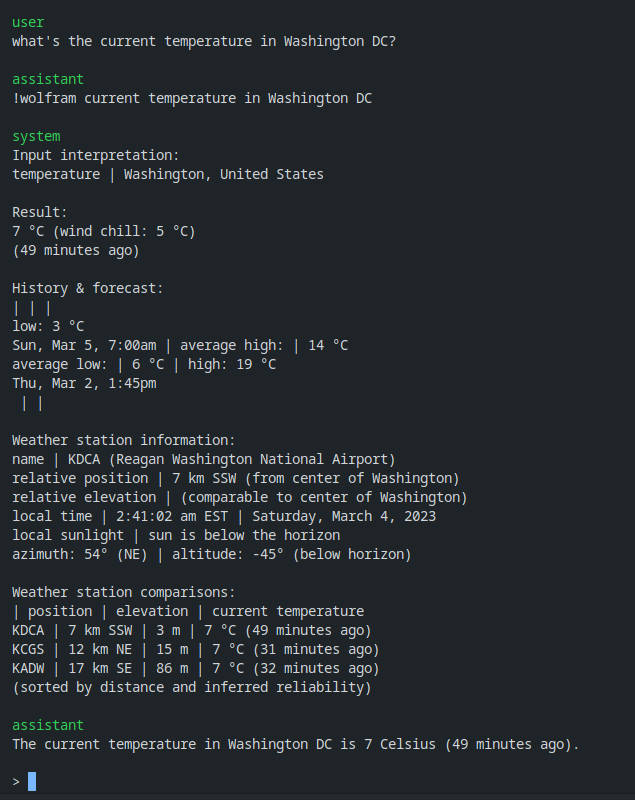 user
what's the current temperature in Washington DC?
assistant
!wolfram current temperature in Washington DC
system
Input interpretation:
temperature | Washington, United States
Result:
7 °C (wind chill: 5 °C)
(49 minutes ago)
History & forecast:
| | |
low: 3 °C
Sun, Mar 5, 7:00am | average high: | 14 °C
average low: | 6 °C | high: 19 °C
Thu, Mar 2, 1:45pm
| |
Weather station information:
name | KDCA (Reagan Washington National Airport)
relative position | 7 km SSW (from center of Washington)
relative elevation | (comparable to center of Washington)
local time | 2:41:02 am EST | Saturday, March 4, 2023
local sunlight | sun is below the horizon
azimuth: 54° (NE) | altitude: -45° (below horizon)
Weather station comparisons:
| position | elevation | current temperature
KDCA | 7 km SSW | 3 m | 7 °C (49 minutes ago)
KCGS | 12 km NE | 15 m | 7 °C (31 minutes ago)
KADW | 17 km SE | 86 m | 7 °C (32 minutes ago)
(sorted by distance and inferred reliability)
assistant
The current temperature in Washington DC is 7 Celsius (49 minutes ago).
>